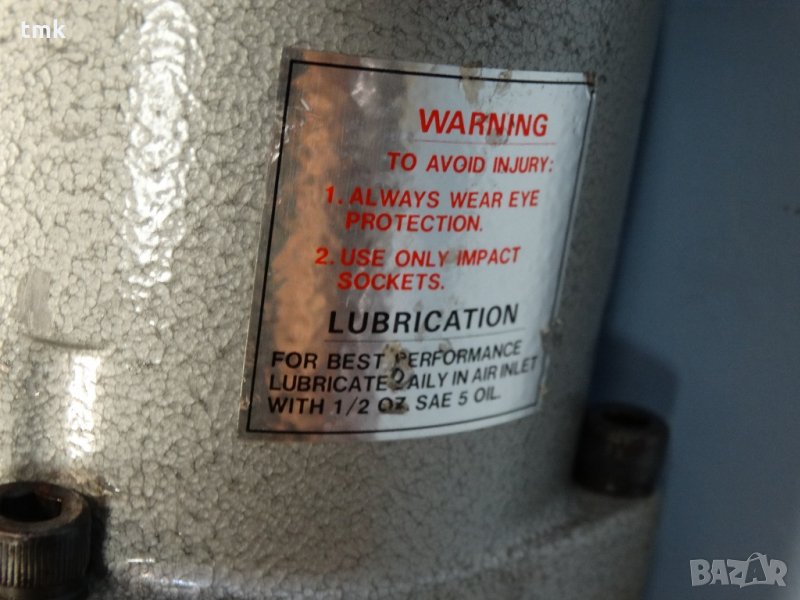 tmk
WARNING
TO AVOID INJURY:
1. ALWAYS WEAR EYE
PROTECTION.
2. USE ONLY IMPACT
SOCKETS.
LUBRICATION
FOR BEST PERFORMANCE
LUBRICATE DAILY IN AIR INLET
WITH 1/2 OZ. SAE 5 OIL.
BAZAR